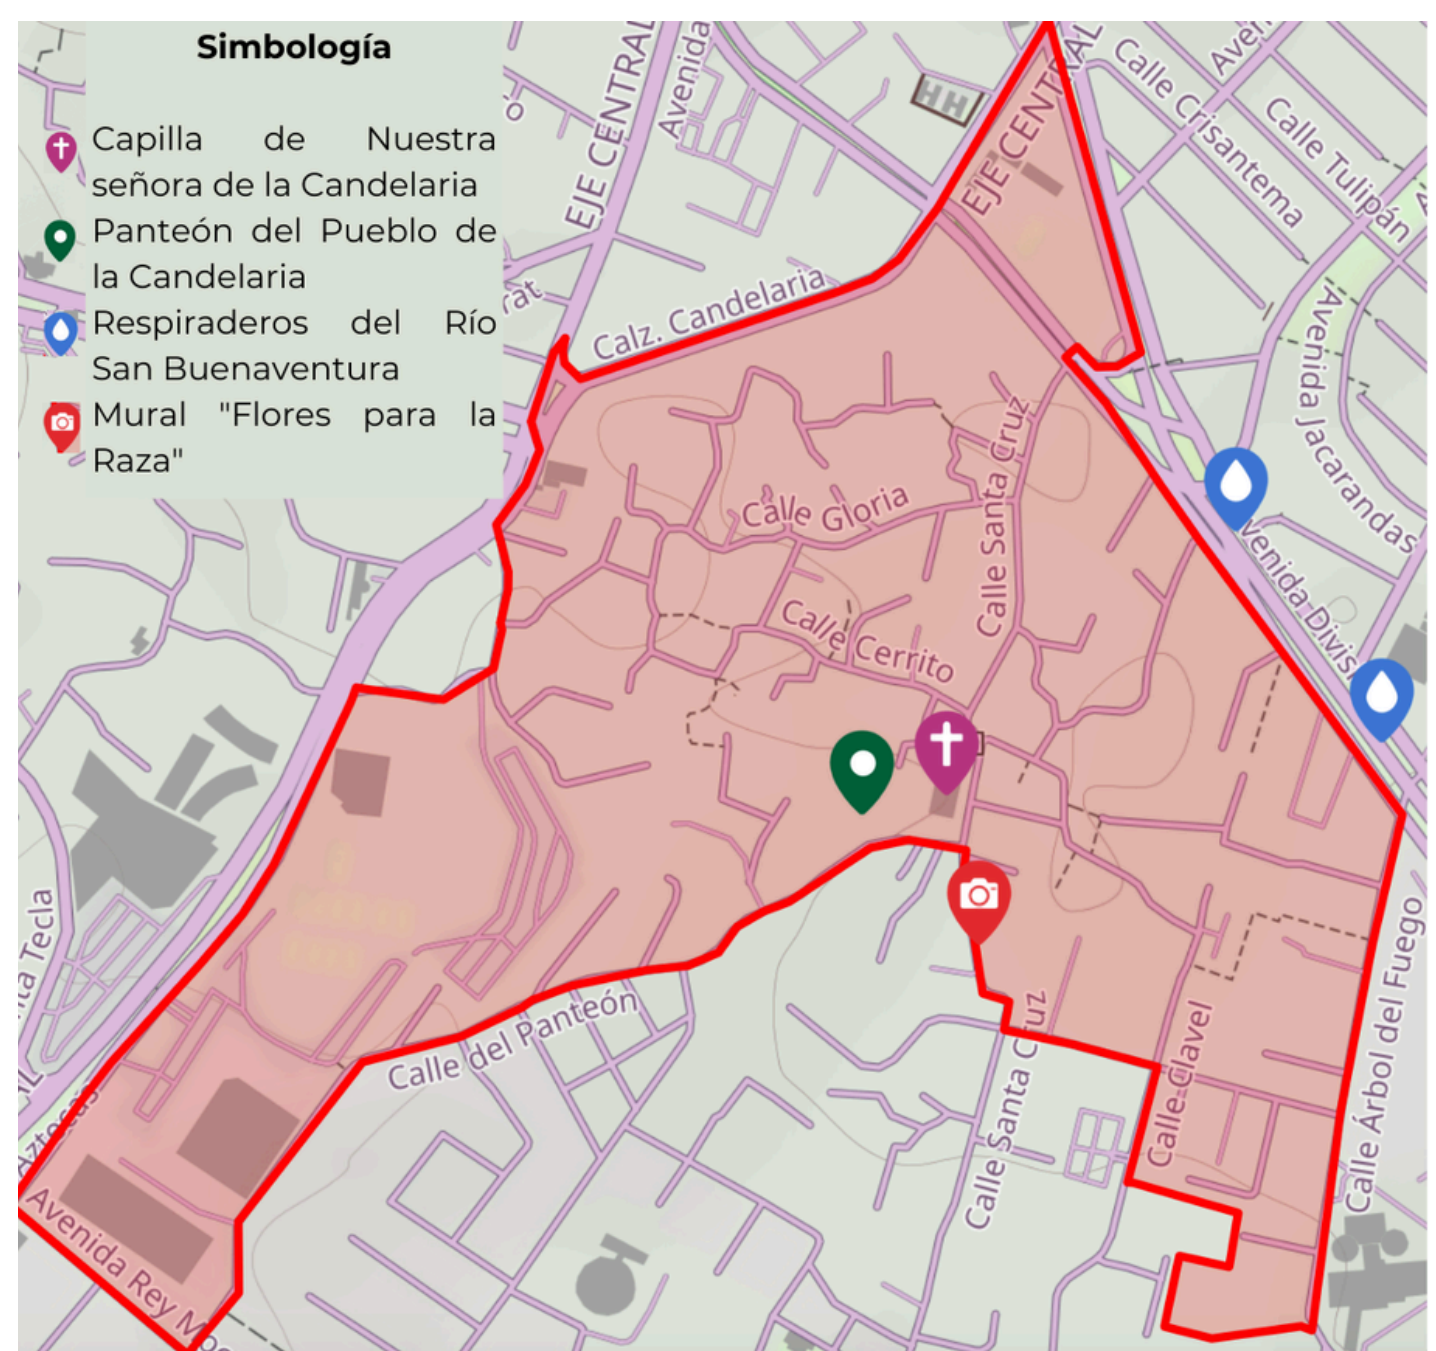 Simbología
Capilla de Nuestra
señora de la Candelaria
Panteón del Pueblo de
la Candelaria
Respiraderos del Río
San Buenaventura
Mural "Flores para la
Raza"
EJE CENTRAL
Avenida
EJE CENTRAL
Calle Crisantema
Calle Tulipán
Avenida Jacarandas
Calz. Candelaria
Calle Santa Cruz
Calle Gloria
Calle Cerrito
Calle del Panteón
Calle Santa Cruz
Calle Clavel
Calle Árbol del Fuego
Aztecas
Avenida Rey